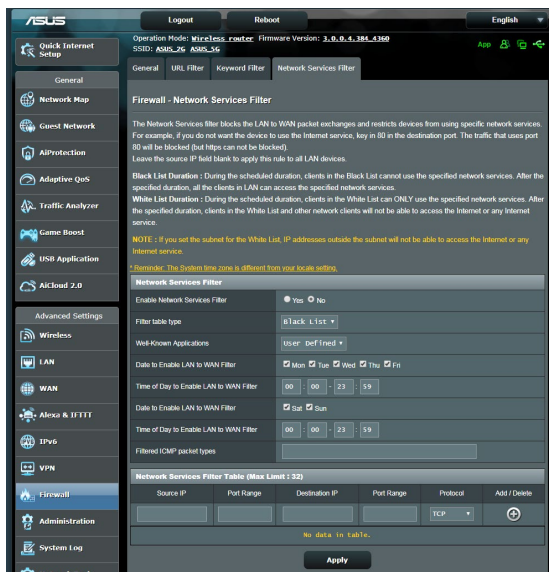 ASUS
Logout
Reboot
English
Operation Mode: Wireless router Firmware Version: 3.0.0.4.384_4360
SSID: ASUS_2G ASUS_5G
App
Quick Internet
Setup
General
Network Map
Guest Network
AiProtection
Adaptive QoS
Traffic Analyzer
Game Boost
USB Application
AiCloud 2.0
Advanced Settings
Wireless
LAN
WAN
Alexa & IFTTT
IPv6
VPN
Firewall
Administration
System Log
General URL Filter Keyword Filter Network Services Filter
Firewall - Network Services Filter
The Network Services filter blocks the LAN to WAN packet exchanges and restricts devices from using specific network services.
For example, if you do not want the device to use the Internet service, key in 80 in the destination port. The traffic that uses port
80 will be blocked (but https can not be blocked).
Leave the source IP field blank to apply this rule to all LAN devices.
Black List Duration : During the scheduled duration, clients in the Black List cannot use the specified network services. After the
specified duration, all the clients in LAN can access the specified network services.
White List Duration : During the scheduled duration, clients in the White List can ONLY use the specified network services. After
the specified duration, clients in the White List and other network clients will not be able to access the Internet or any Internet
service.
NOTE : If you set the subnet for the White List, IP addresses outside the subnet will not be able to access the Internet or any
Internet service.
* Reminder: The System time zone is different from your locale setting.
Network Services Filter
Enable Network Services Filter Yes No
Filter table type Black List
Well-Known Applications User Defined
Date to Enable LAN to WAN Filter Mon Tue Wed Thu Fri
Time of Day to Enable LAN to WAN Filter 00 : 00 - 23 : 59
Date to Enable LAN to WAN Filter Sat Sun
Time of Day to Enable LAN to WAN Filter 00 : 00 - 23 : 59
Filtered ICMP packet types
Network Services Filter Table (Max Limit : 32)
Source IP Port Range Destination IP Port Range Protocol Add / Delete
TCP
No data in table.
Apply